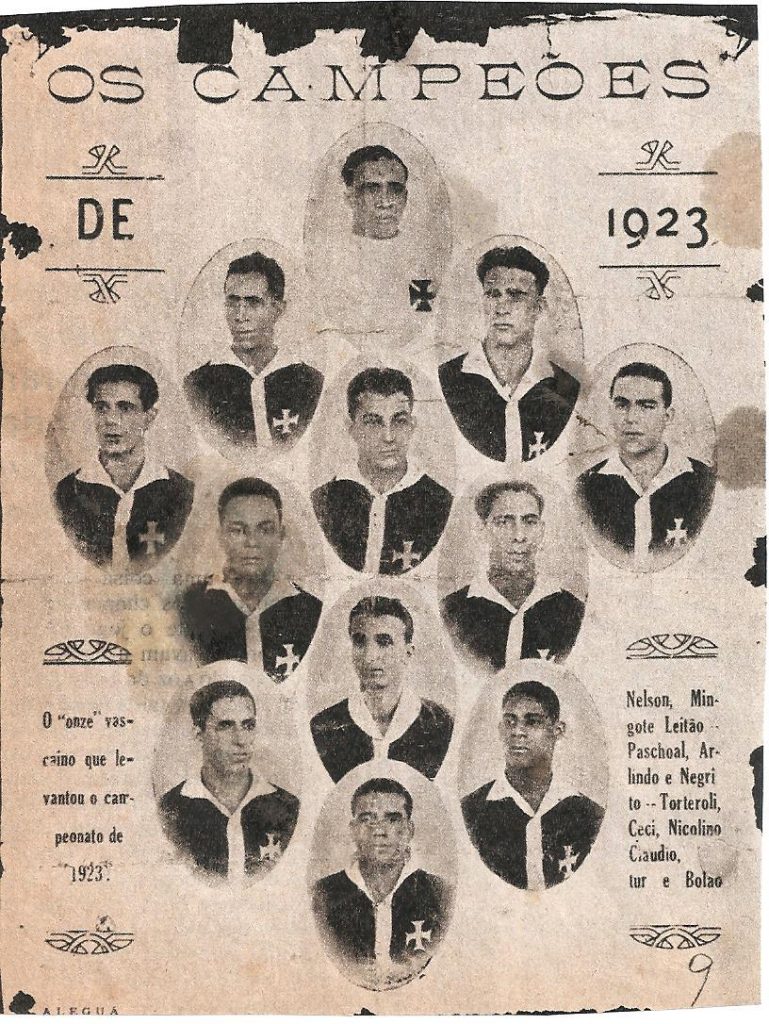 OS CAMPEÕES
DE
1923
O "onze" vas-
caino que le-
vantou o cam-
peonato de
"1923".
Nelson, Min-
gote Leitão --
Paschoal, Ar-
lindo e Negri
to -- Torteroli,
Ceci, Nicolino
Claudio,
tur e Bolao
9
ALEGUÁ